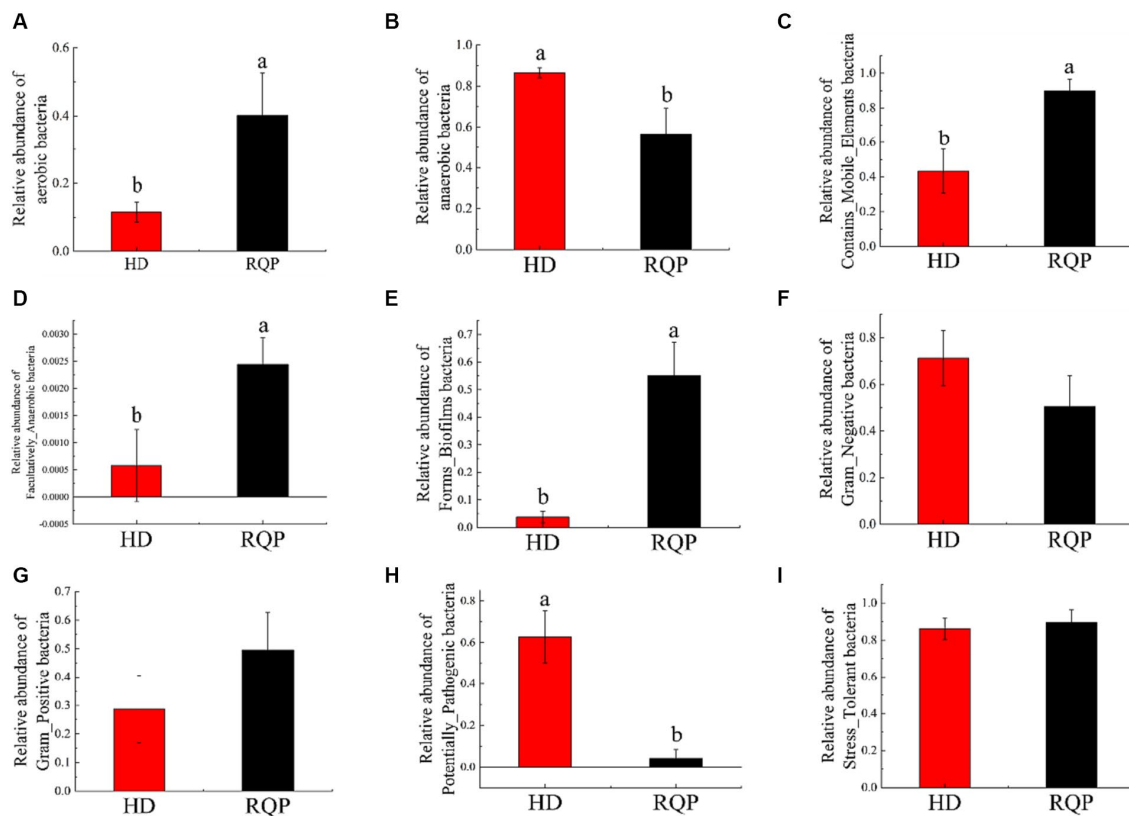 A
Relative abundance of
aerobic bacteria
0.6
0.4
0.2
0.0
b
a
HD
RQP
B
Relative abundance of
anaerobic bacteria
1.0
0.8
0.6
0.4
0.2
0.0
a
b
HD
RQP
C
Relative abundance of
Contains_Mobile_Elements bacteria
1.0
0.8
0.6
0.4
0.2
0.0
b
a
HD
RQP
D
Relative abundance of
Facultatively_Anaerobic bacteria
0.0030
0.0025
0.0020
0.0015
0.0010
0.0005
0.0000
-0.0005
b
a
HD
RQP
E
Relative abundance of
Forms_Biofilms bacteria
0.7
0.6
0.5
0.4
0.3
0.2
0.1
0.0
b
a
HD
RQP
F
Relative abundance of
Gram_Negative bacteria
0.8
0.6
0.4
0.2
0.0
HD
RQP
G
Relative abundance of
Gram_Positive bacteria
0.7
0.6
0.5
0.4
0.3
0.2
0.1
0.0
HD
RQP
H
Relative abundance of
Potentially_Pathogenic bacteria
0.8
0.6
0.4
0.2
0.0
a
b
HD
RQP
I
Relative abundance of
Stress_Tolerant bacteria
1.0
0.8
0.6
0.4
0.2
0.0
HD
RQP